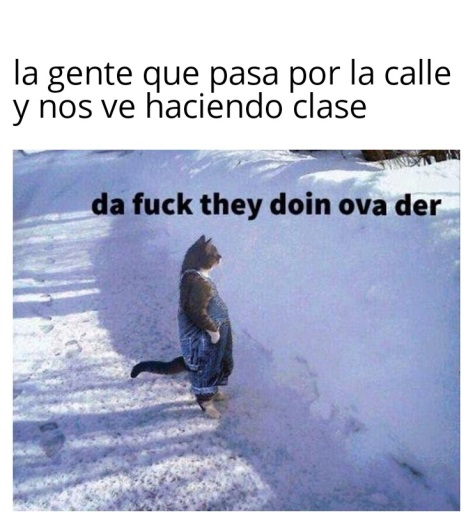 la gente que pasa por la calle
y nos ve haciendo clase
da fuck they doin ova der